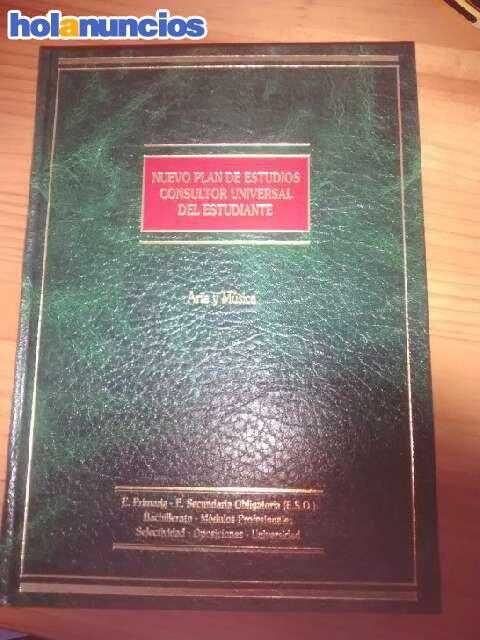 holanuncios
NUEVO PLAN DE ESTUDIOS
CONSULTOR UNIVERSAL
DEL ESTUDIANTE
Arte y Música
E. Primaria - E. Secundaria Obligatoria (E.S.O.)
Bachillerato - Módulos Profesionales
Selectividad - Oposiciones - Universidad